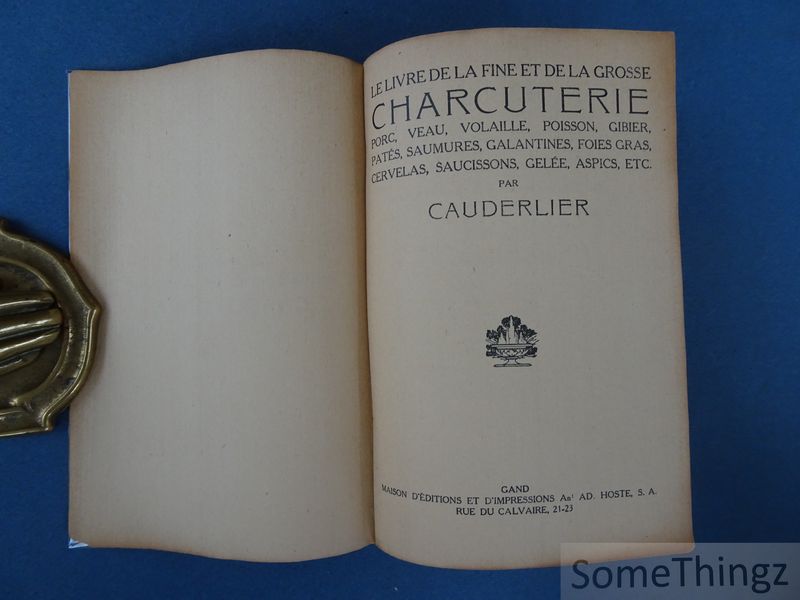 LE LIVRE DE LA FINE ET DE LA GROSSE
CHARCUTERIE
PORC, VEAU, VOLAILLE, POISSON, GIBIER,
PATÉS, SAUMURES, GALANTINES, FOIES GRAS,
CERVELAS, SAUCISSONS, GELÉE, ASPICS, ETC.
PAR
CAUDERLIER
GAND
MAISON D'ÉDITIONS ET D'IMPRESSIONS Anᵗ AD. HOSTE, S. A.
RUE DU CALVAIRE, 21-23
SomeThingz